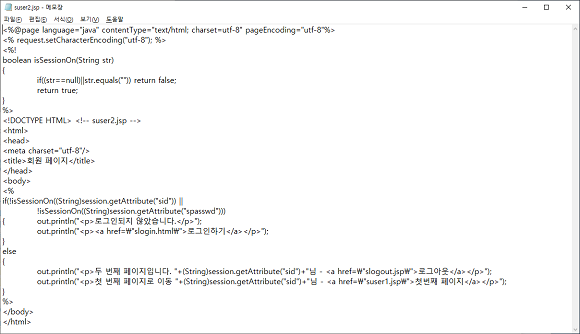 suser2.jsp - 메모장
파일(F) 편집(E) 서식(O) 보기(V) 도움말
<%@page language="java" contentType="text/html; charset=utf-8" pageEncoding="utf-8"%>
<% request.setCharacterEncoding("utf-8"); %>
<%!
boolean isSessionOn(String str)
{
if((str==null)||str.equals("")) return false;
return true;
}
%>
<!DOCTYPE HTML> <!-- suser2.jsp -->
<html>
<head>
<meta charset="utf-8"/>
<title>회원 페이지</title>
</head>
<body>
<%
if(!isSessionOn((String)session.getAttribute("sid")) ||
!isSessionOn((String)session.getAttribute("spasswd")))
{ out.println("<p>로그인되지 않았습니다.</p>");
out.println("<p><a href=₩"slogin.html₩">로그인하기</a></p>");
}
else
{
out.println("<p>두 번째 페이지입니다. "+(String)session.getAttribute("sid")+"님 - <a href=₩"slogout.jsp₩">로그아웃</a></p>");
out.println("<p>첫 번째 페이지로 이동 "+(String)session.getAttribute("sid")+"님 - <a href=₩"suser1.jsp₩">첫번째 페이지</a></p>");
}
%>
</body>
</html>